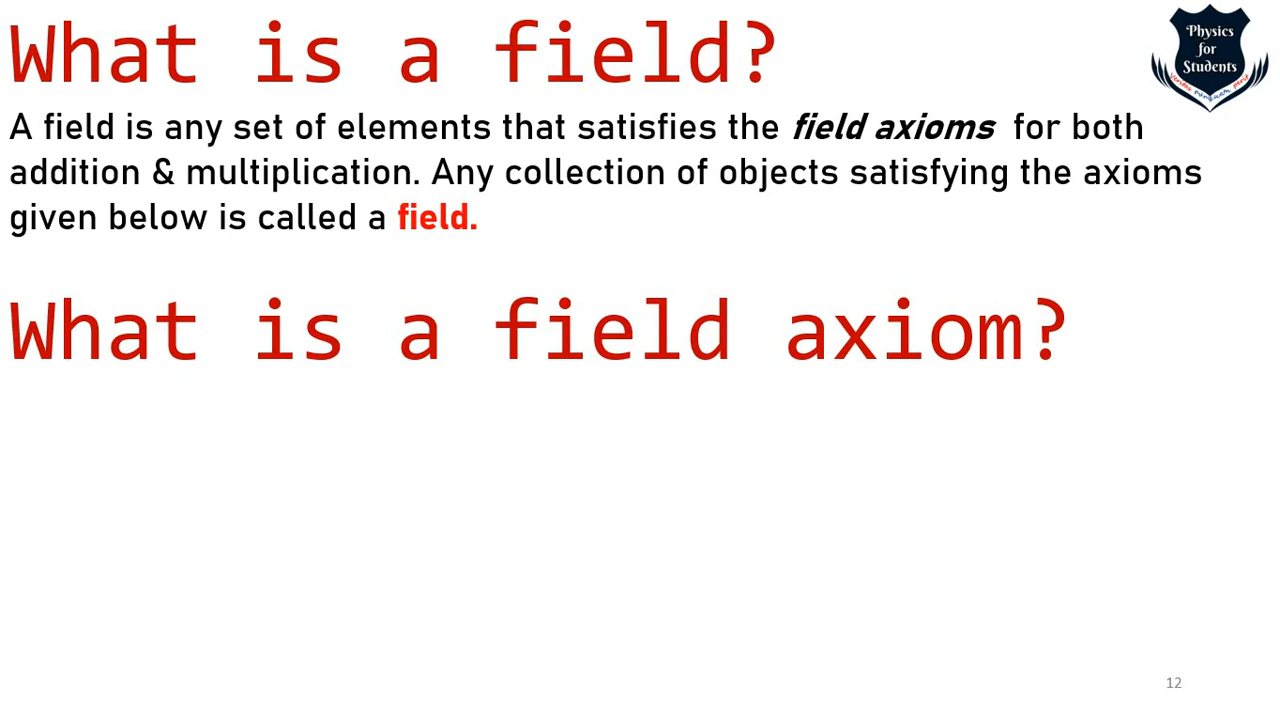 What is a field?
Physics
for
Students
A field is any set of elements that satisfies the field axioms for both
addition & multiplication. Any collection of objects satisfying the axioms
given below is called a field.
What is a field axiom?
12